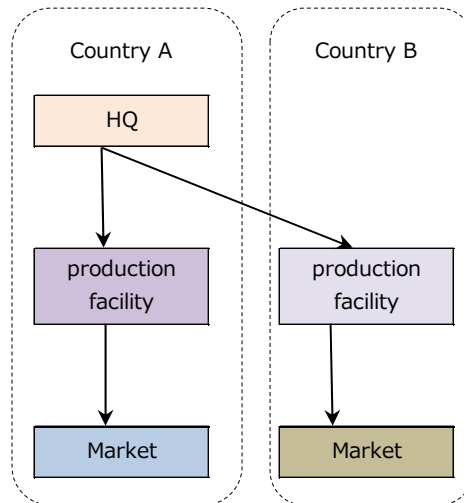 Country A
Country B
HQ
production
facility
production
facility
Market
Market